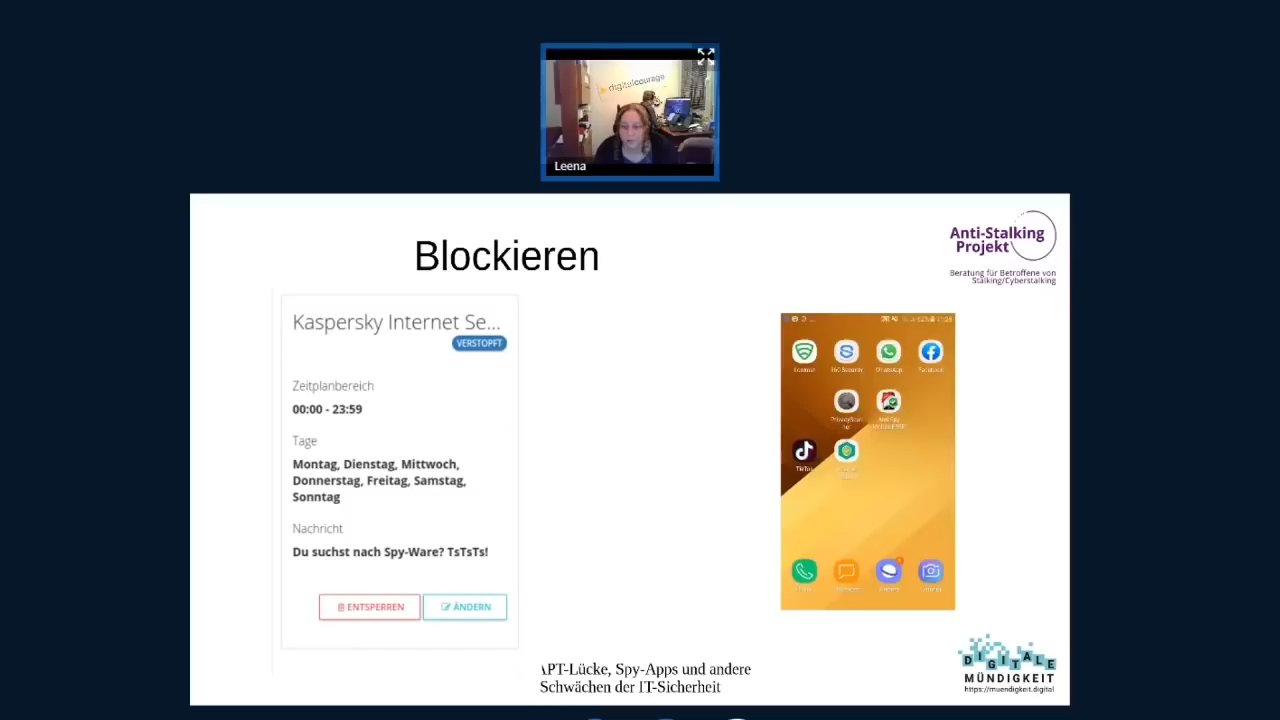 digitalcourage
Leena
Blockieren
Anti-Stalking
Projekt
Beratung für Betroffene von
Stalking/Cyberstalking
Kaspersky Internet Se...
VERSTOPFT
Zeitplanbereich
00:00 - 23:59
Tage
Montag, Dienstag, Mittwoch,
Donnerstag, Freitag, Samstag,
Sonntag
Nachricht
Du suchst nach Spy-Ware? TsTsTs!
ENTSPERREN
ÄNDERN
WhatsApp
Facebook
TikTok
APT-Lücke, Spy-Apps und andere
Schwächen der IT-Sicherheit
DIGITALE
MÜNDIGKEIT
https://muendigkeit.digital